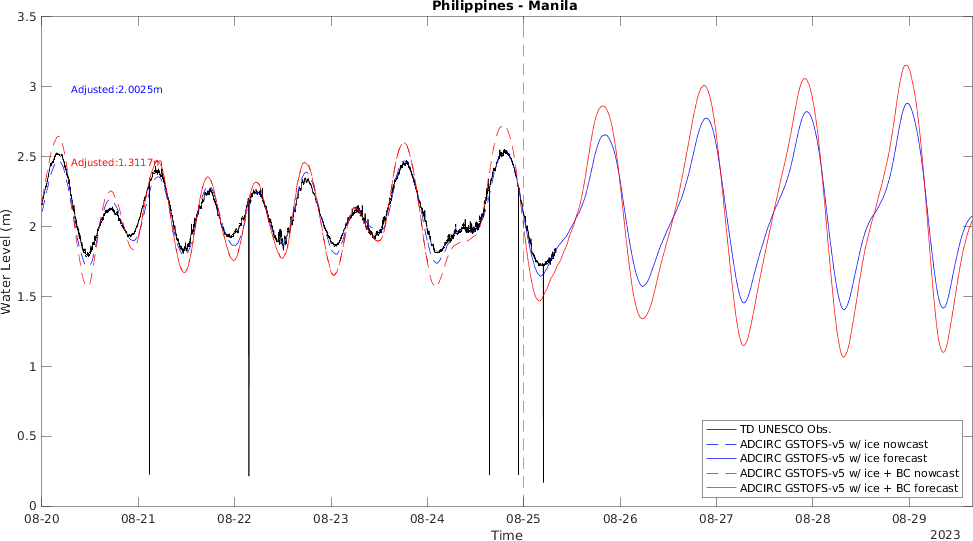 Philippines - Manila
3.5
3
2.5
2
1.5
1
0.5
0
Water Level (m)
Adjusted:2.0025m
Adjusted:1.3117m
TD UNESCO Obs.
ADCIRC GSTOFS-v5 w/ ice nowcast
ADCIRC GSTOFS-v5 w/ ice forecast
ADCIRC GSTOFS-v5 w/ ice + BC nowcast
ADCIRC GSTOFS-v5 w/ ice + BC forecast
08-20 08-21 08-22 08-23 08-24 08-25 08-26 08-27 08-28 08-29
Time
2023